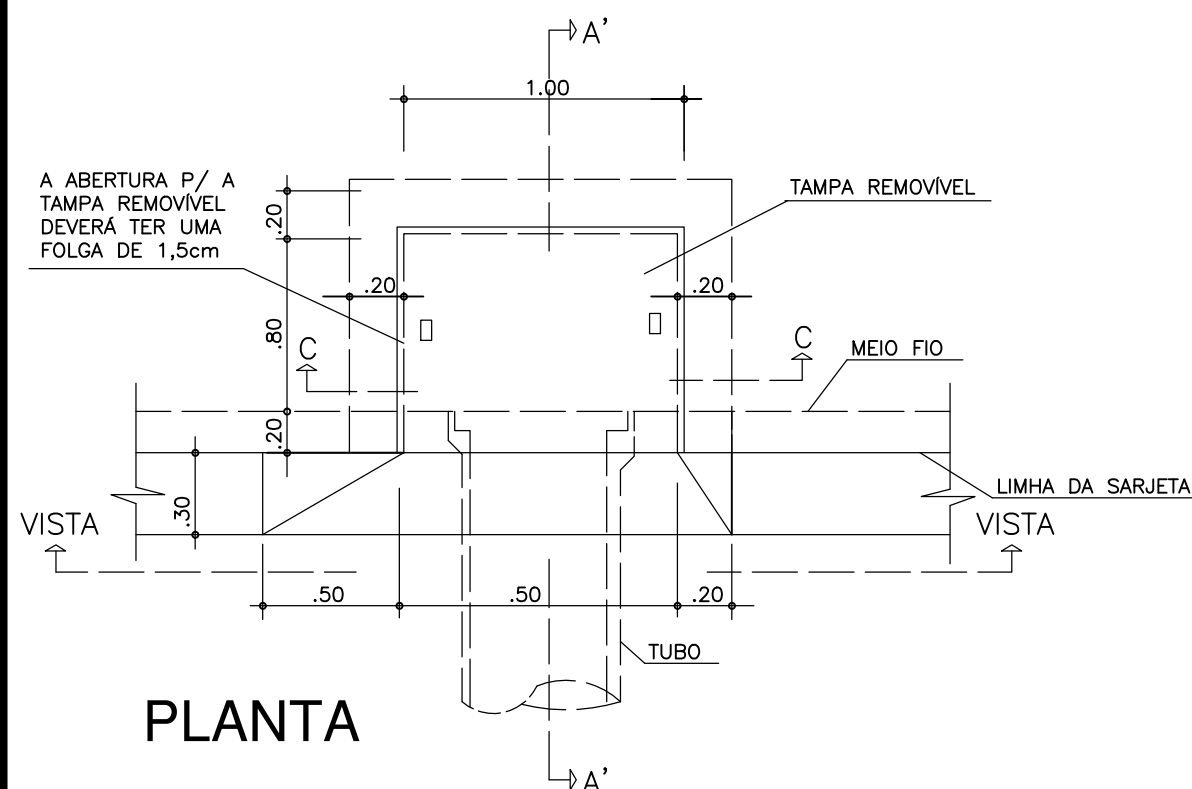 A'
1.00
A ABERTURA P/ A
TAMPA REMOVÍVEL
DEVERÁ TER UMA
FOLGA DE 1,5cm
TAMPA REMOVÍVEL
.20
.20
.20
.80
C
C
MEIO FIO
.20
LIMHA DA SARJETA
.30
VISTA
VISTA
.50
.50
.20
TUBO
PLANTA
A'